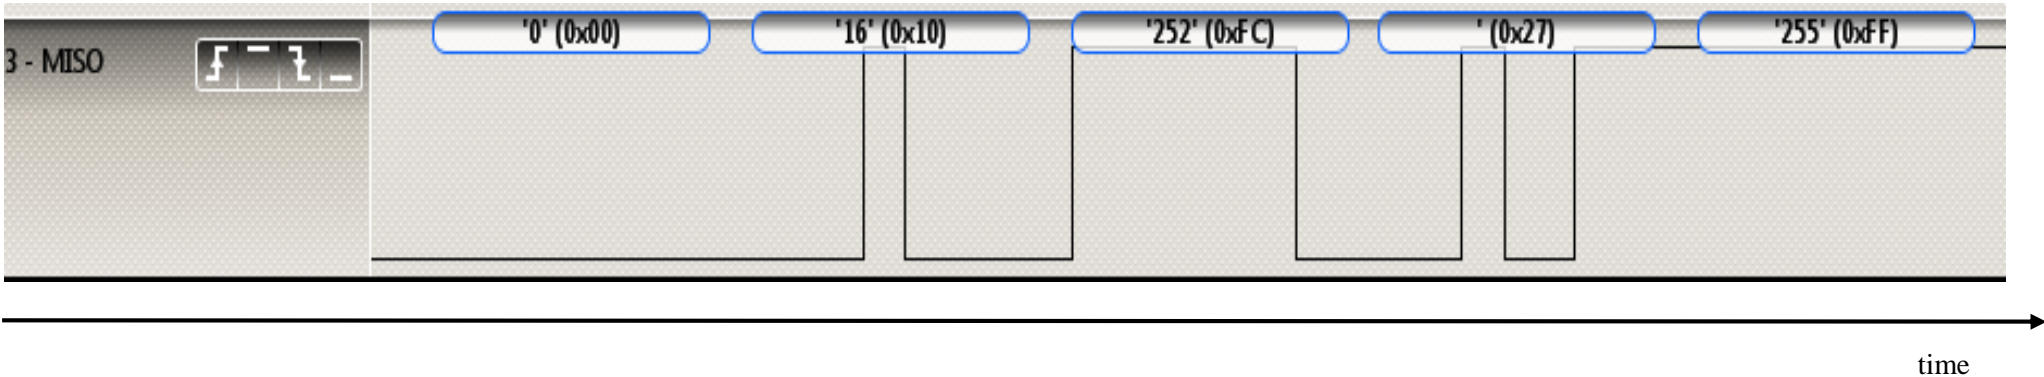 '0' (0x00) '16' (0x10) '252' (0xFC) ' (0x27) '255' (0xFF)
3 - MISO
time